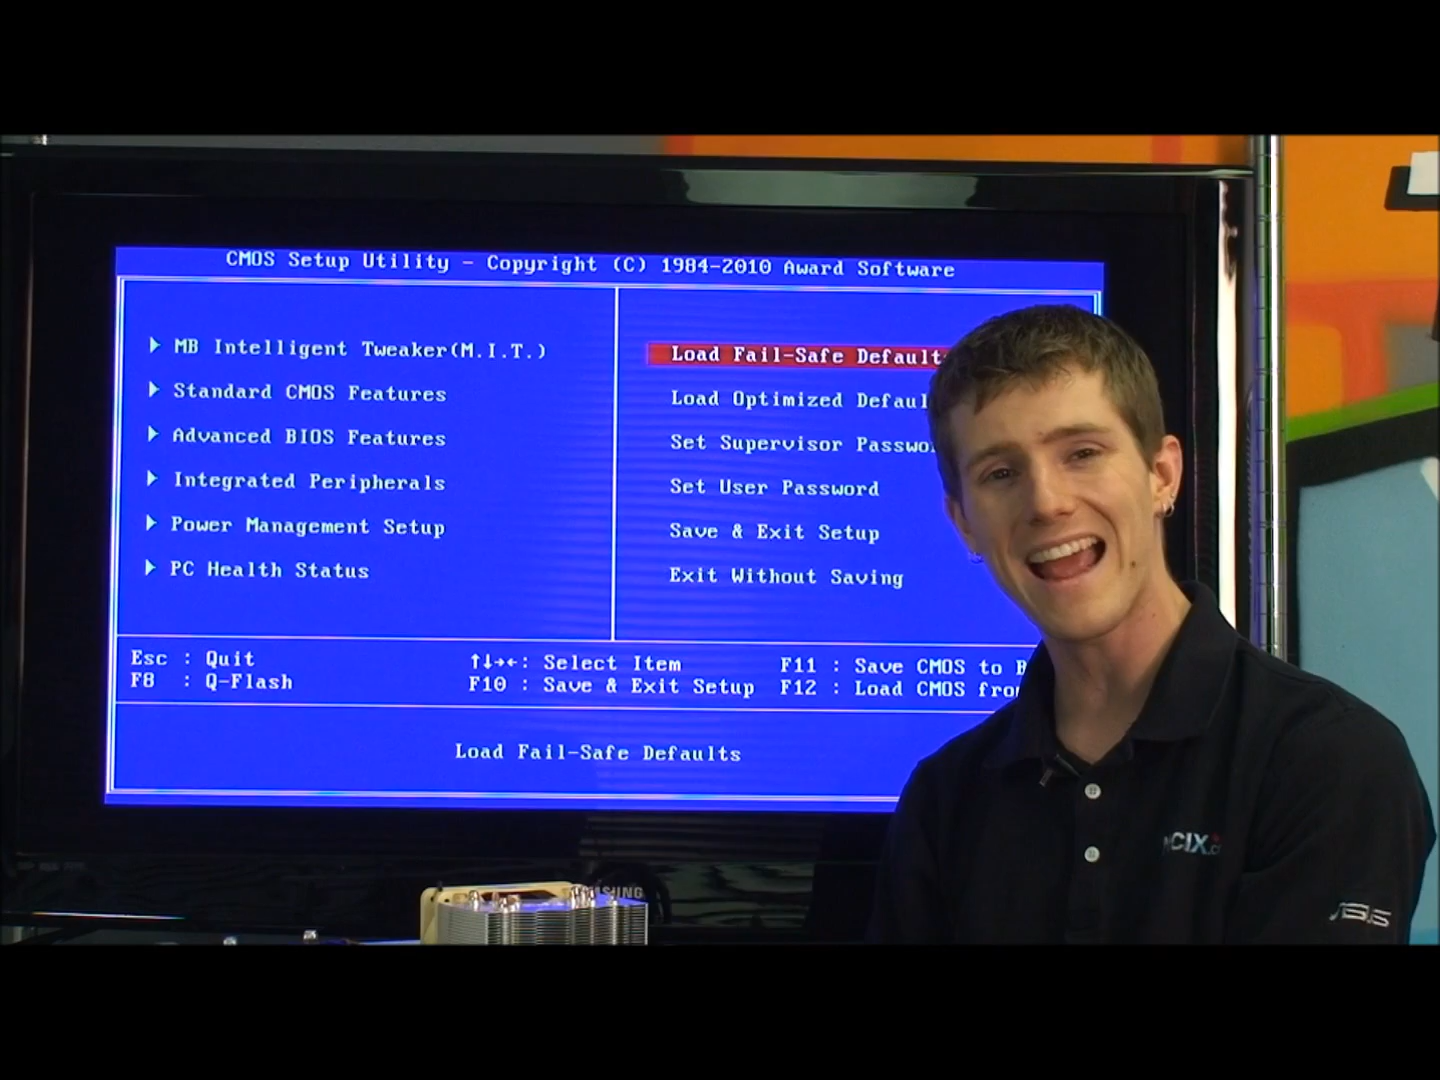 CMOS Setup Utility - Copyright (C) 1984-2010 Award Software
MB Intelligent Tweaker(M.I.T.)
Standard CMOS Features
Advanced BIOS Features
Integrated Peripherals
Power Management Setup
PC Health Status
Load Fail-Safe Default
Load Optimized Defaul
Set Supervisor Passwo
Set User Password
Save & Exit Setup
Exit Without Saving
Esc : Quit
F8 : Q-Flash
↑↓→←: Select Item
F10 : Save & Exit Setup
F11 : Save CMOS to B
F12 : Load CMOS fro
Load Fail-Safe Defaults
SAMSUNG
NCIX.c
ASUS